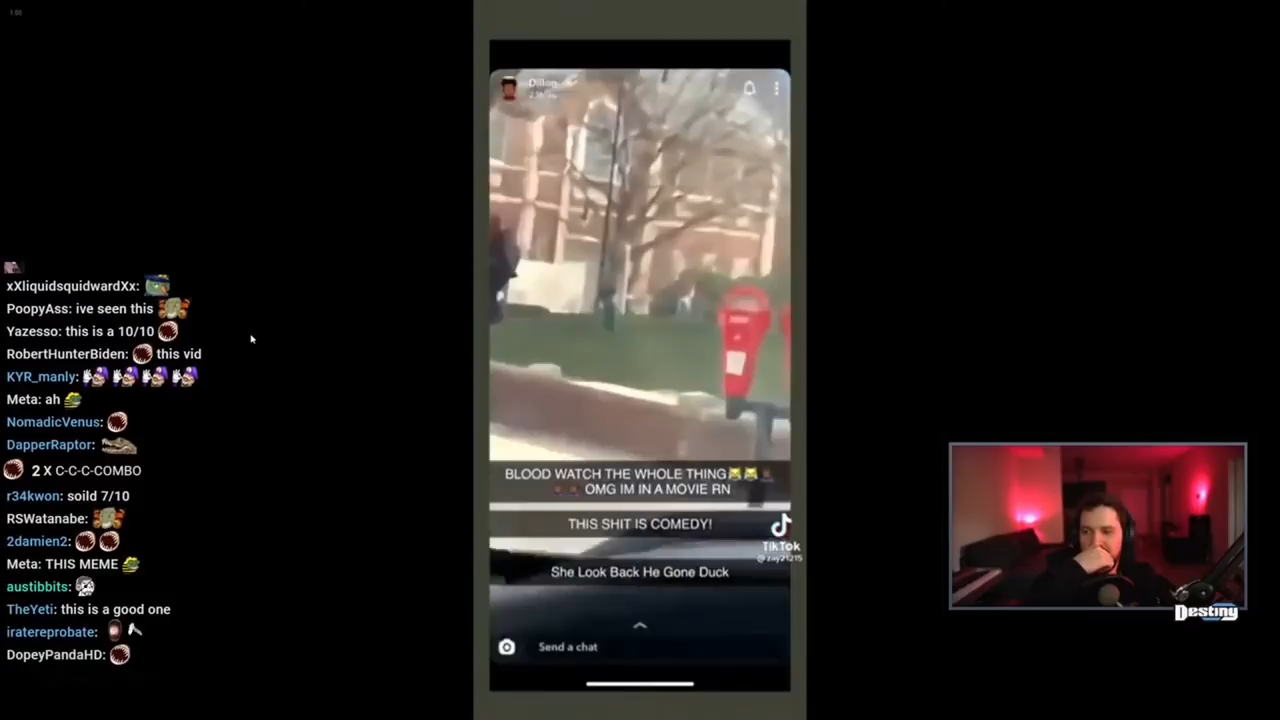 1:00
xXliquidsquidwardXx:
PoopyAss: ive seen this
Yazesso: this is a 10/10
RobertHunterBiden: this vid
KYR_manly:
Meta: ah
NomadicVenus:
DapperRaptor:
2 X C-C-C-COMBO
r34kwon: soild 7/10
RSWatanabe:
2damien2:
Meta: THIS MEME
austibbits:
TheYeti: this is a good one
iratereprobate:
DopeyPandaHD:
Dillon
BLOOD WATCH THE WHOLE THING
OMG IM IN A MOVIE RN
THIS SHIT IS COMEDY!
TikTok
@zay21215
She Look Back He Gone Duck
Send a chat
Destiny